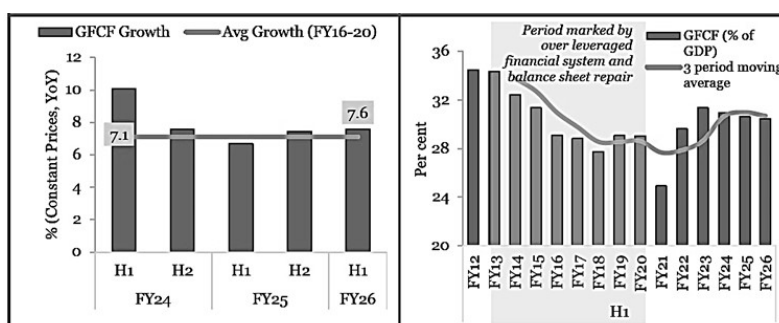 GFCF Growth
Avg Growth (FY16-20)
% (Constant Prices, YoY)
12
10
8
6
4
2
0
7.1
7.6
H1
H2
H1
H2
H1
FY24
FY25
FY26
Period marked by
over leveraged
financial system and
balance sheet repair
GFCF (% of
GDP)
3 period moving
average
Per cent
36
32
28
24
20
FY12
FY13
FY14
FY15
FY16
FY17
FY18
FY19
FY20
FY21
FY22
FY23
FY24
FY25
FY26
H1